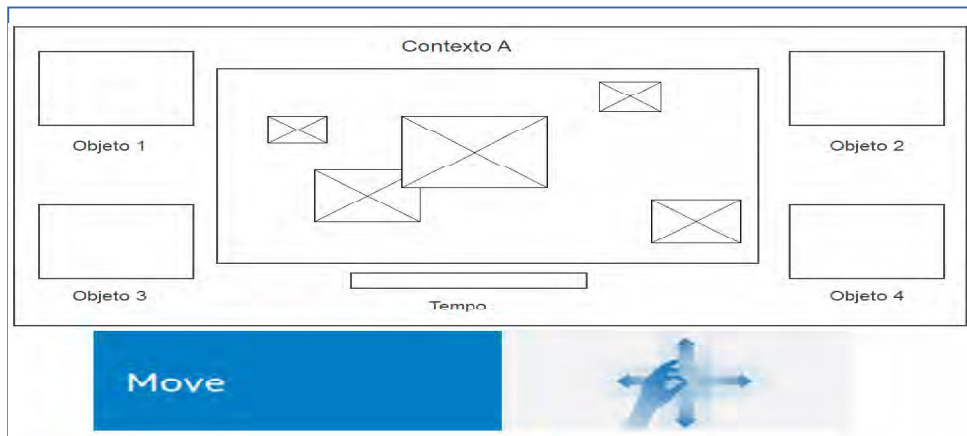 Contexto A
Objeto 1
Objeto 2
Objeto 3
Objeto 4
Tempo
Move